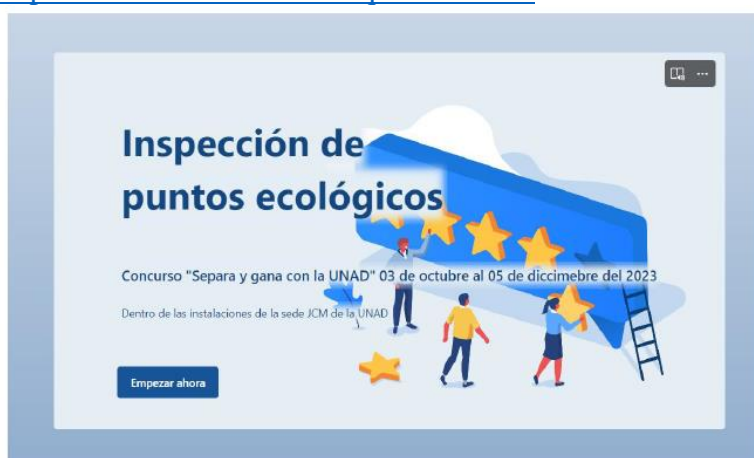 Inspección de
puntos ecológicos
Concurso "Separa y gana con la UNAD" 03 de octubre al 05 de diccimebre del 2023
Dentro de las instalaciones de la sede JCM de la UNAD
Empezar ahora